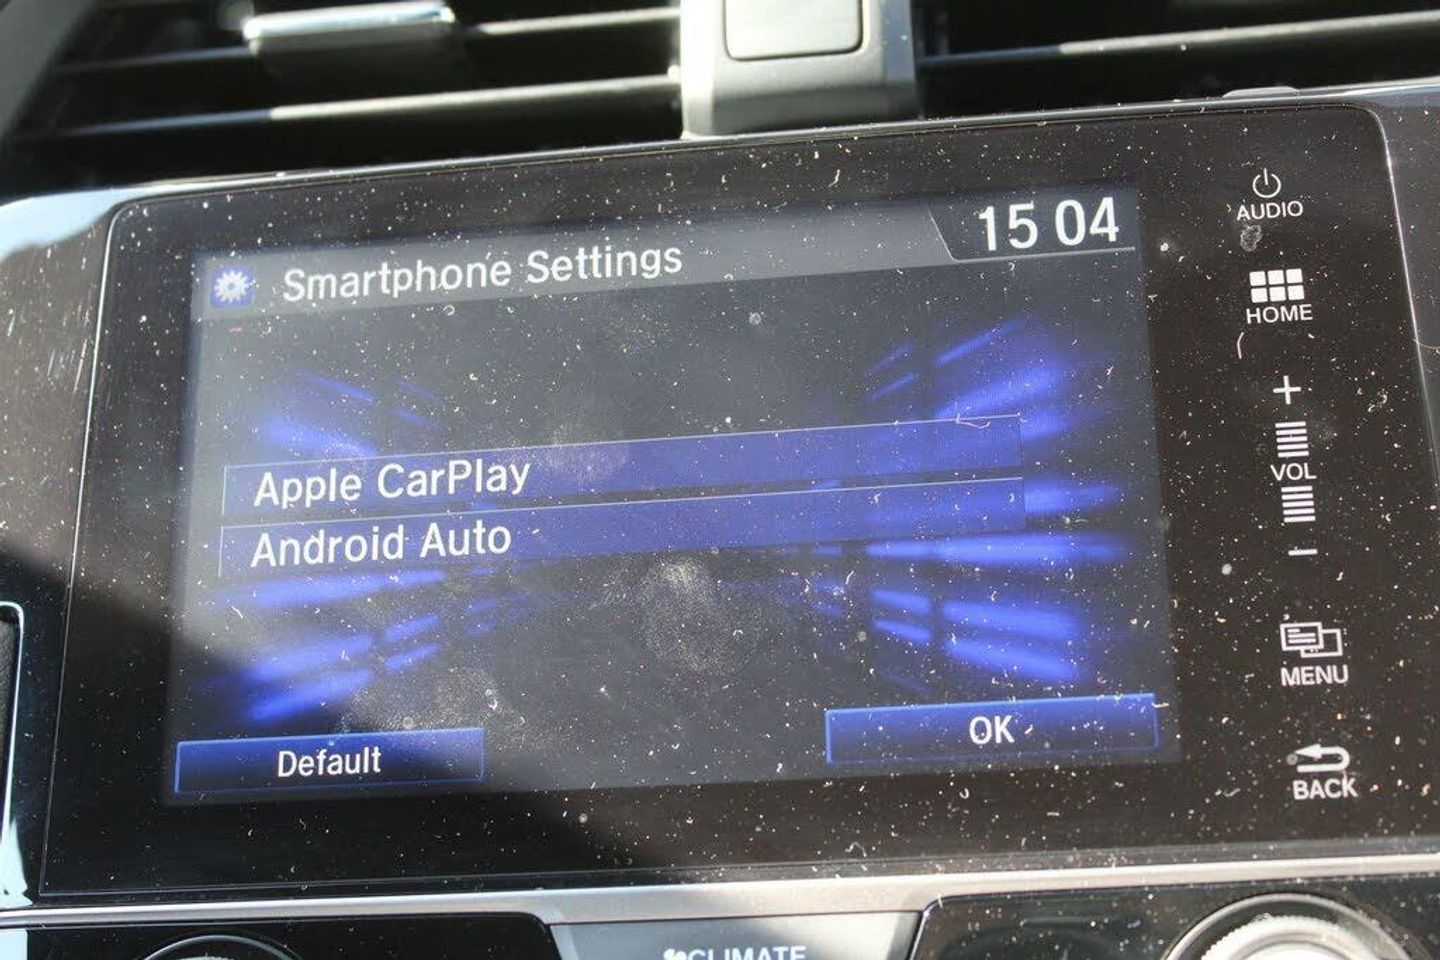 Smartphone Settings
15 04
Apple CarPlay
Android Auto
Default
OK
AUDIO
HOME
+
VOL
−
MENU
BACK
CLIMATE